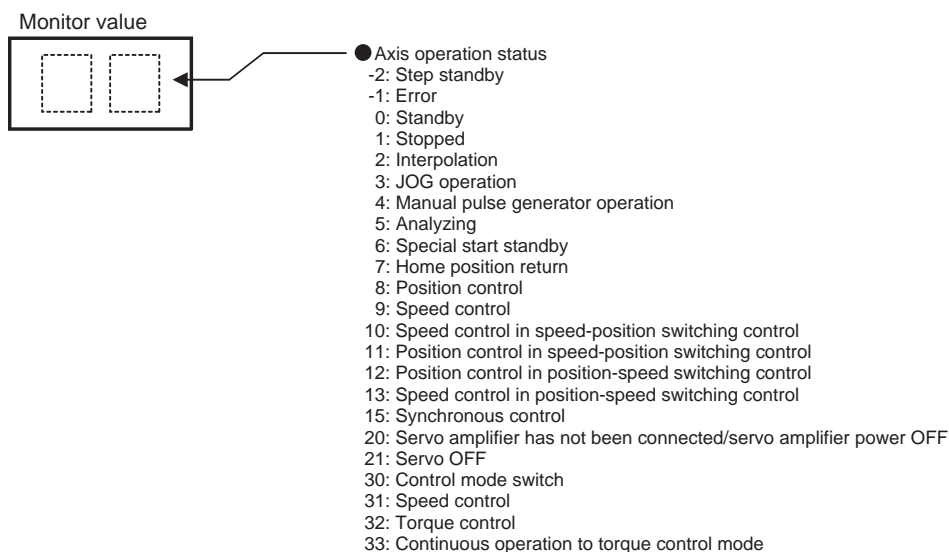 Monitor value
● Axis operation status
-2: Step standby
-1: Error
0: Standby
1: Stopped
2: Interpolation
3: JOG operation
4: Manual pulse generator operation
5: Analyzing
6: Special start standby
7: Home position return
8: Position control
9: Speed control
10: Speed control in speed-position switching control
11: Position control in speed-position switching control
12: Position control in position-speed switching control
13: Speed control in position-speed switching control
15: Synchronous control
20: Servo amplifier has not been connected/servo amplifier power OFF
21: Servo OFF
30: Control mode switch
31: Speed control
32: Torque control
33: Continuous operation to torque control mode